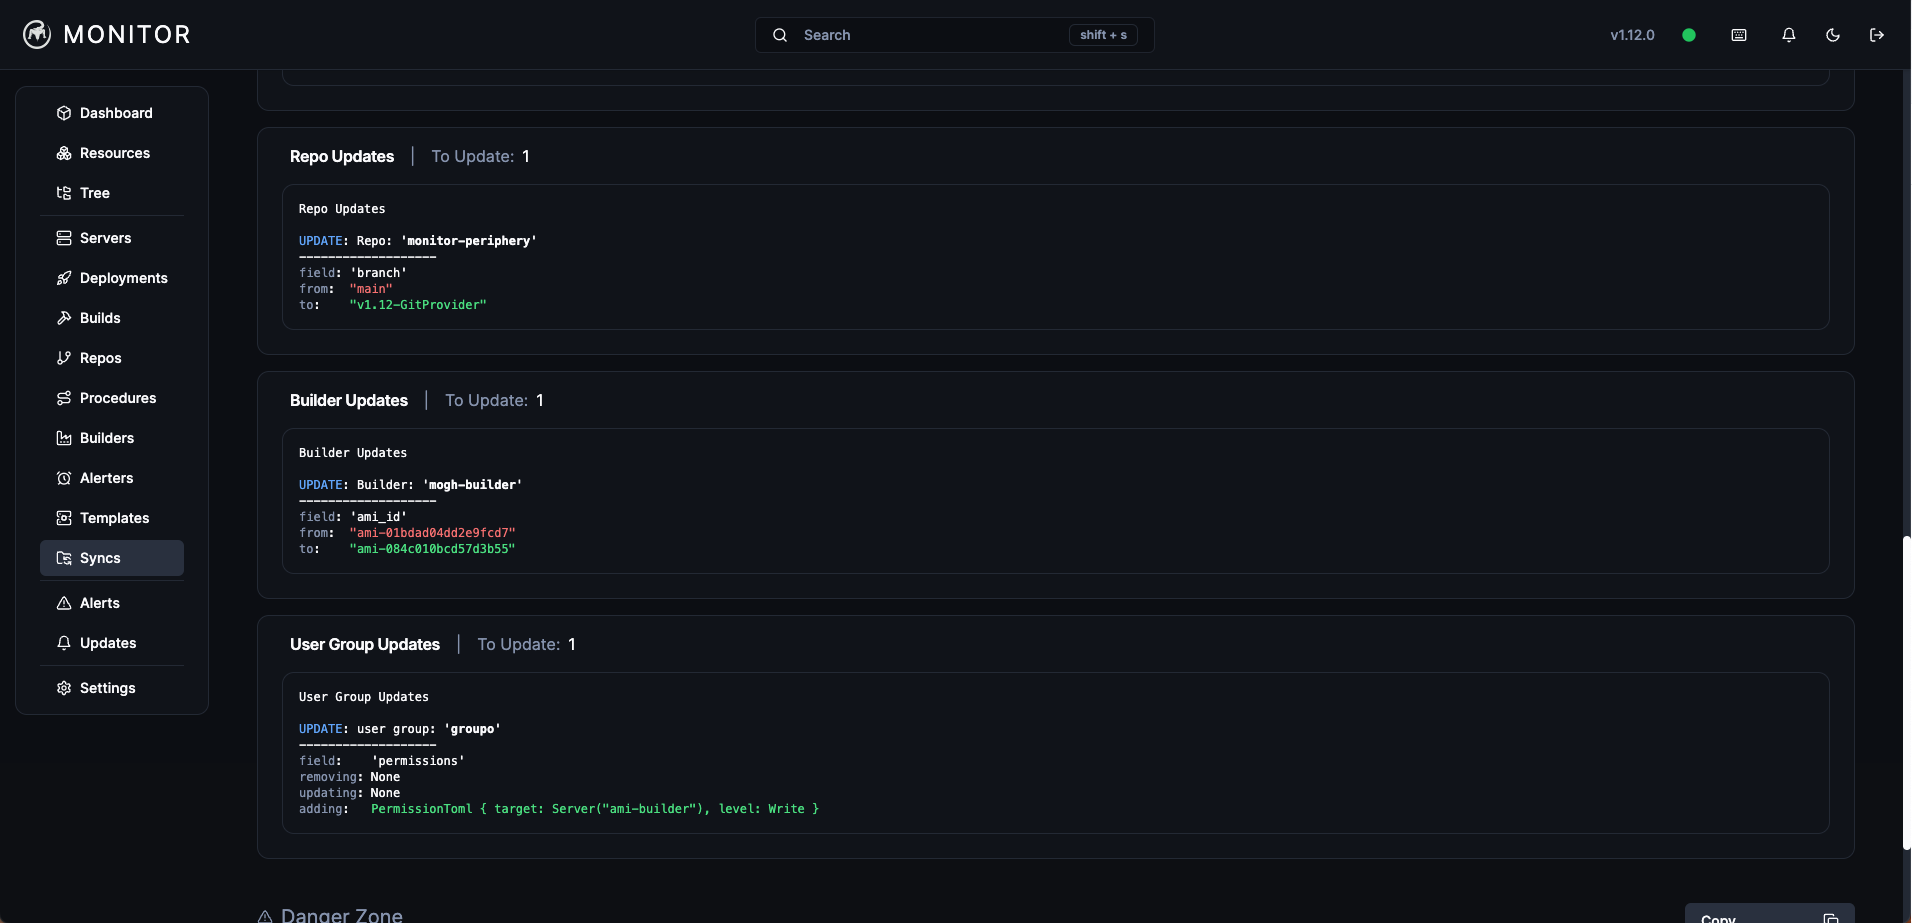 MONITOR
Search
shift + s
v1.12.0
Dashboard
Resources
Tree
Servers
Deployments
Builds
Repos
Procedures
Builders
Alerters
Templates
Syncs
Alerts
Updates
Settings
Repo Updates | To Update: 1
Repo Updates
UPDATE: Repo: 'monitor-periphery'
-------------------
field: 'branch'
from:  "main"
to:    "v1.12-GitProvider"
Builder Updates | To Update: 1
Builder Updates
UPDATE: Builder: 'mogh-builder'
-------------------
field: 'ami_id'
from:  "ami-01bdad04dd2e9fcd7"
to:    "ami-084c010bcd57d3b55"
User Group Updates | To Update: 1
User Group Updates
UPDATE: user group: 'groupo'
-------------------
field:    'permissions'
removing: None
updating: None
adding:   PermissionToml { target: Server("ami-builder"), level: Write }
Danger Zone
Copy